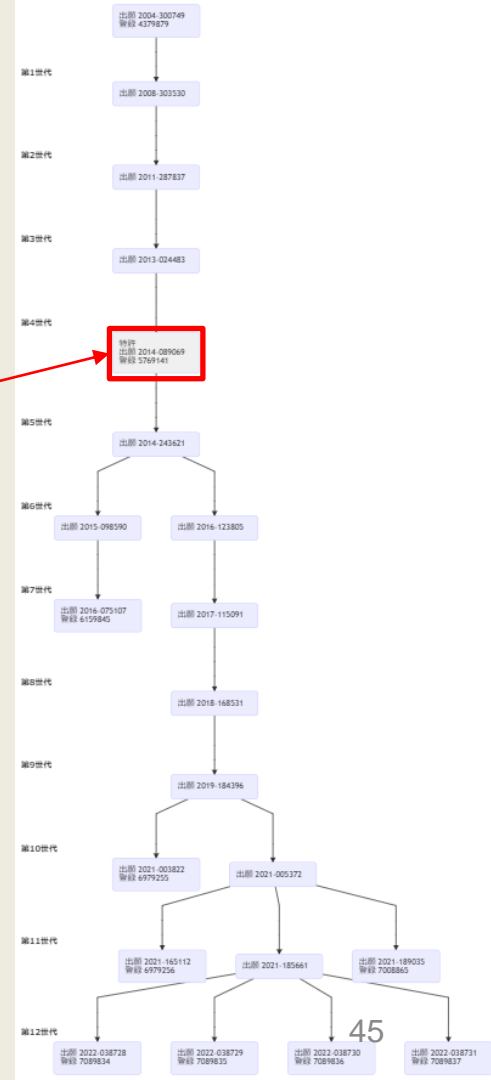 出願 2004-300749
登録 4379879
第1世代
出願 2008-303530
第2世代
出願 2011-287837
第3世代
出願 2013-024483
第4世代
特許
出願 2014-089069
登録 5769141
第5世代
出願 2014-243621
第6世代
出願 2015-098590
出願 2016-123805
第7世代
出願 2016-075107
登録 6159845
出願 2017-115091
第8世代
出願 2018-168531
第9世代
出願 2019-184396
第10世代
出願 2021-003822
登録 6979255
出願 2021-005372
第11世代
出願 2021-165112
登録 6979256
出願 2021-185661
出願 2021-189035
登録 7008865
第12世代
出願 2022-038728
登録 7089834
出願 2022-038729
登録 7089835
出願 2022-038730
登録 7089836
出願 2022-038731
登録 7089837
45